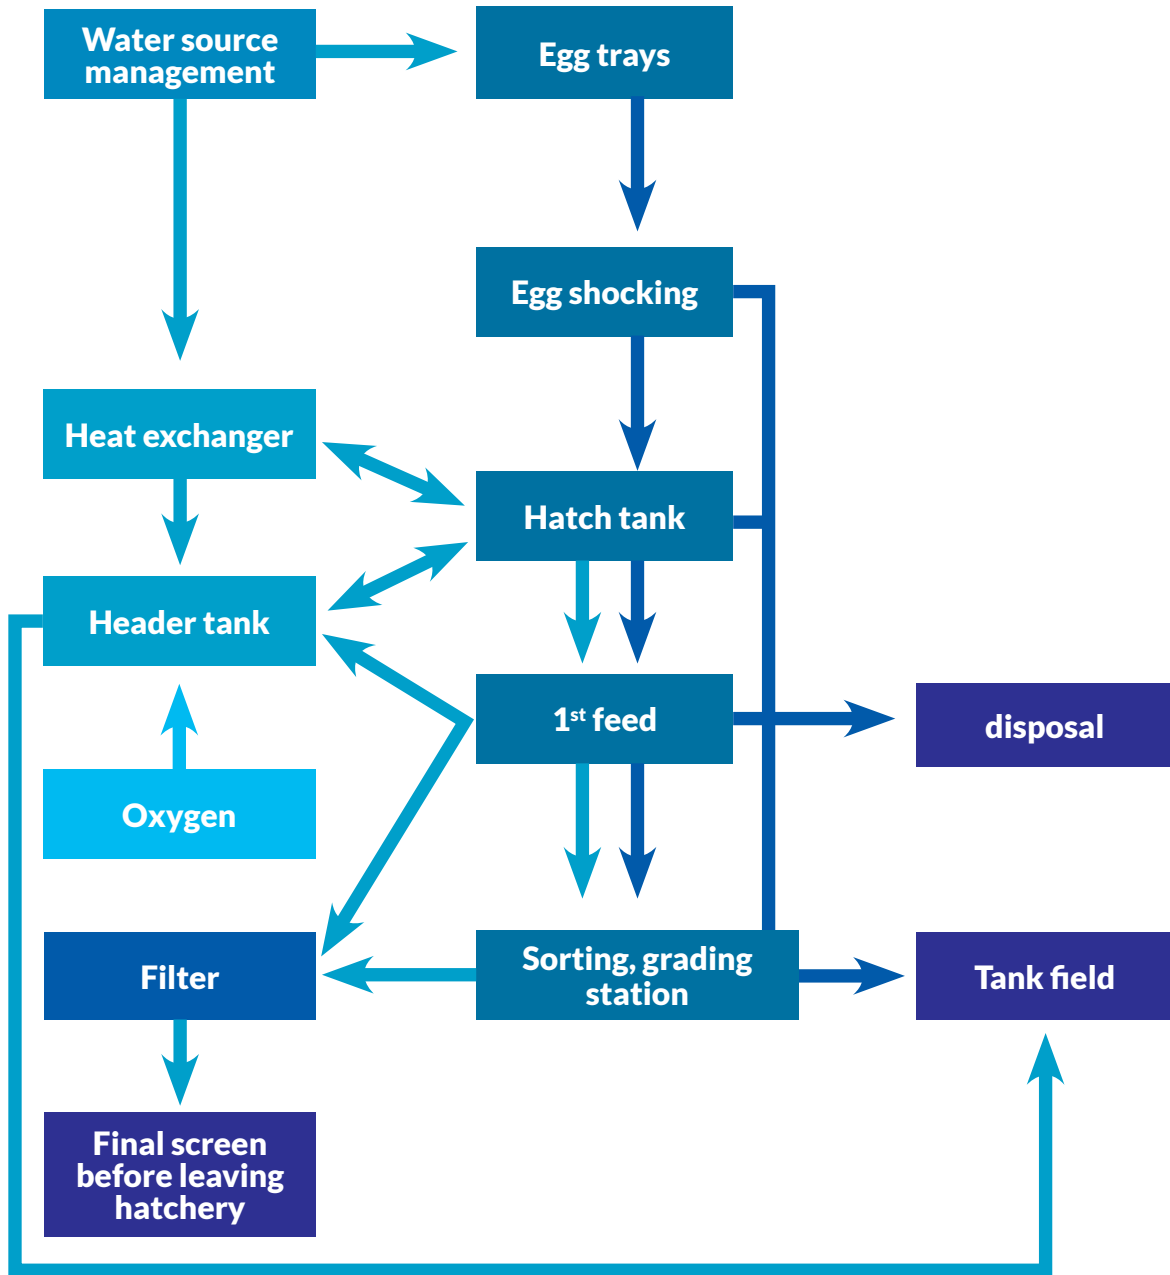 Water source
management
Egg trays
Egg shocking
Heat exchanger
Hatch tank
Header tank
1st feed
disposal
Oxygen
Filter
Sorting, grading
station
Tank field
Final screen
before leaving
hatchery